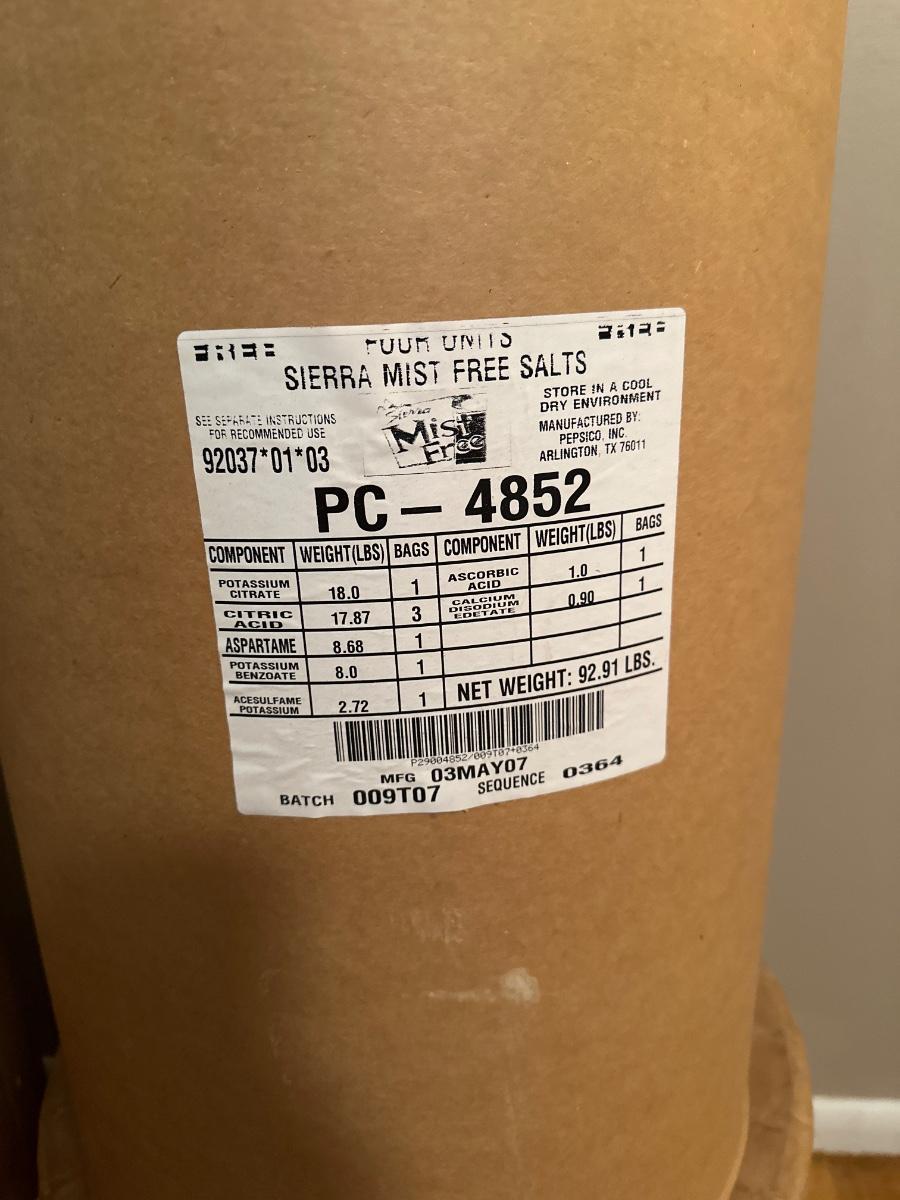 FREE FOUR UNITS FREE
SIERRA MIST FREE SALTS
SEE SEPARATE INSTRUCTIONS
FOR RECOMMENDED USE
92037*01*03
Sierra
Mist
Free
STORE IN A COOL
DRY ENVIRONMENT
MANUFACTURED BY:
PEPSICO, INC.
ARLINGTON, TX 76011
PC – 4852
COMPONENT WEIGHT(LBS) BAGS COMPONENT WEIGHT(LBS) BAGS
POTASSIUM CITRATE 18.0 1 ASCORBIC ACID 1.0 1
CITRIC ACID 17.87 3 CALCIUM DISODIUM EDETATE 0.90 1
ASPARTAME 8.68 1
POTASSIUM BENZOATE 8.0 1
ACESULFAME POTASSIUM 2.72 1 NET WEIGHT: 92.91 LBS.
P29004852/009T07+0364
MFG 03MAY07
BATCH 009T07 SEQUENCE 0364